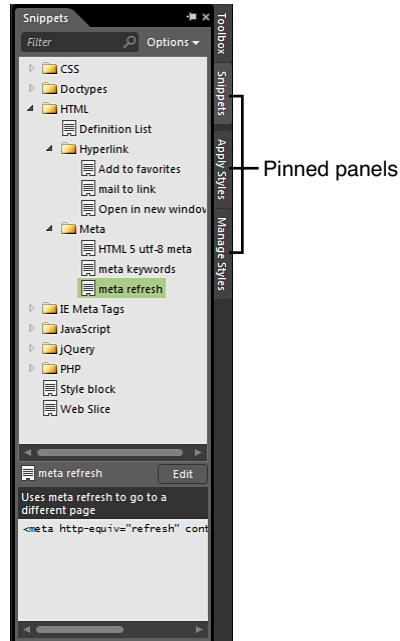 Snippets
Filter
Options
CSS
Doctypes
HTML
Definition List
Hyperlink
Add to favorites
mail to link
Open in new window
Meta
HTML 5 utf-8 meta
meta keywords
meta refresh
IE Meta Tags
JavaScript
jQuery
PHP
Style block
Web Slice
meta refresh
Edit
Uses meta refresh to go to a
different page
<meta http-equiv="refresh" cont
Toolbox
Snippets
Apply Styles
Manage Styles
Pinned panels